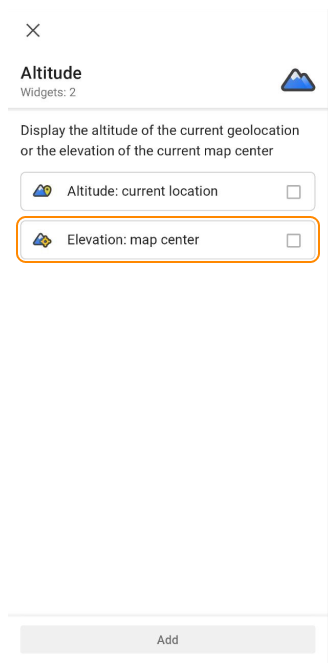 Altitude
Widgets: 2
Display the altitude of the current geolocation
or the elevation of the current map center
Altitude: current location
Elevation: map center
Add